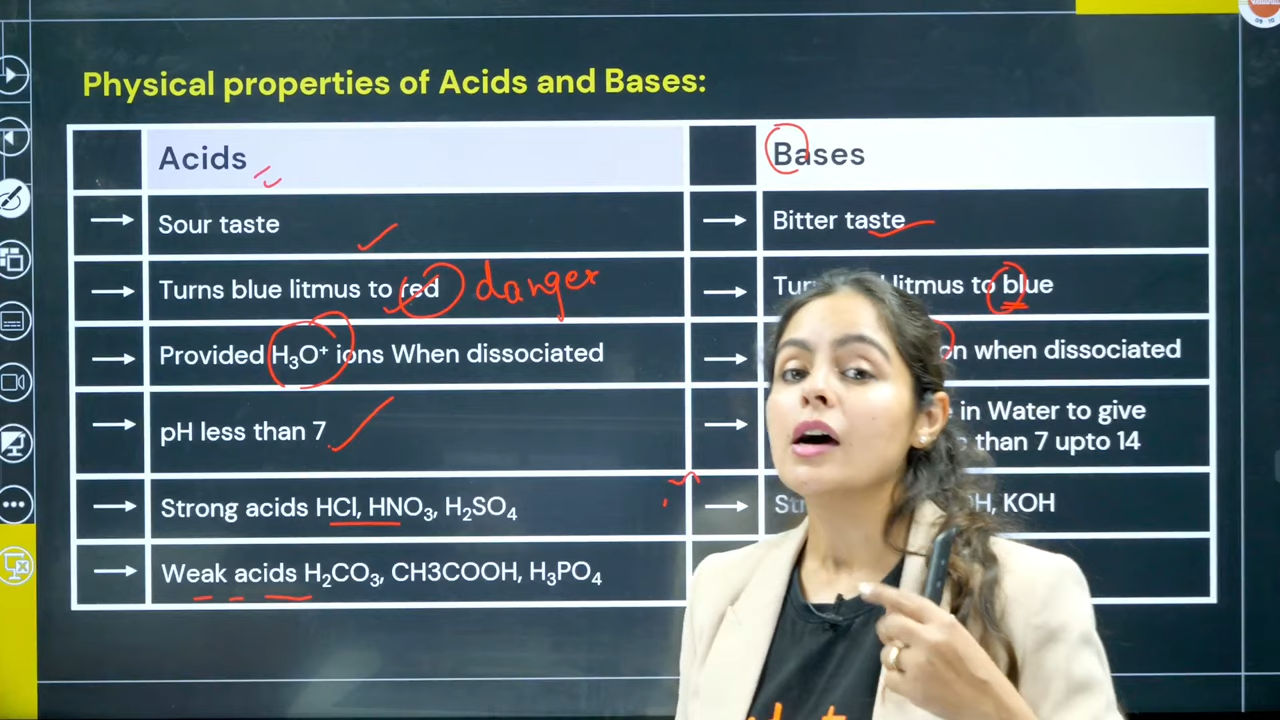 Physical properties of Acids and Bases:
Acids
Bases
Sour taste
Bitter taste
Turns blue litmus to red danger
litmus to blue
Provided H₃O⁺ ions When dissociated
when dissociated
pH less than 7
in Water to give
than 7 upto 14
Strong acids HCl, HNO₃, H₂SO₄
KOH
Weak acids H₂CO₃, CH3COOH, H₃PO₄